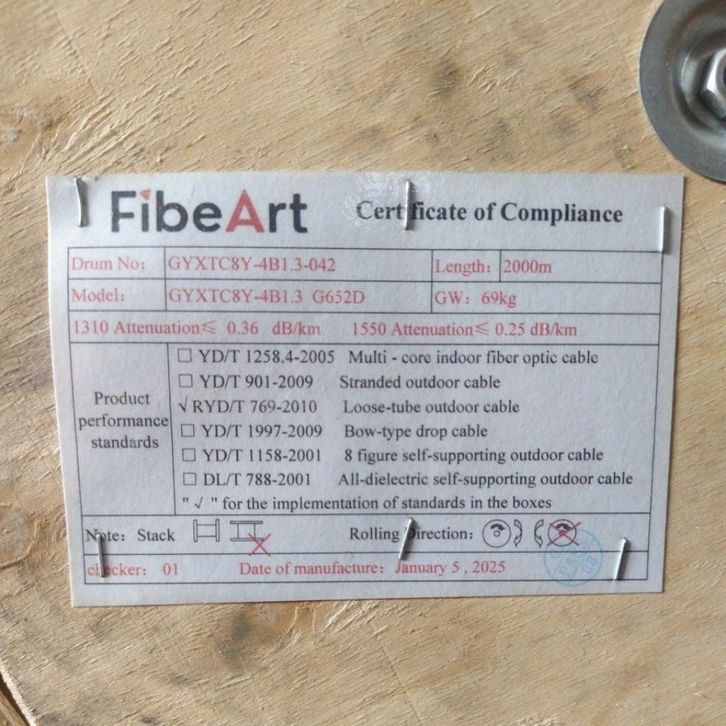 FibeArt Certificate of Compliance
Drum No: GYXTC8Y-4B1.3-042 Length: 2000m
Model: GYXTC8Y-4B1.3 G652D GW: 69kg
1310 Attenuation≤ 0.36 dB/km 1550 Attenuation≤ 0.25 dB/km
Product performance standards
□ YD/T 1258.4-2005 Multi - core indoor fiber optic cable
□ YD/T 901-2009 Stranded outdoor cable
√RYD/T 769-2010 Loose-tube outdoor cable
□ YD/T 1997-2009 Bow-type drop cable
□ YD/T 1158-2001 8 figure self-supporting outdoor cable
□ DL/T 788-2001 All-dielectric self-supporting outdoor cable
" √ " for the implementation of standards in the boxes
Note: Stack Rolling Direction:
checker: 01 Date of manufacture: January 5 , 2025